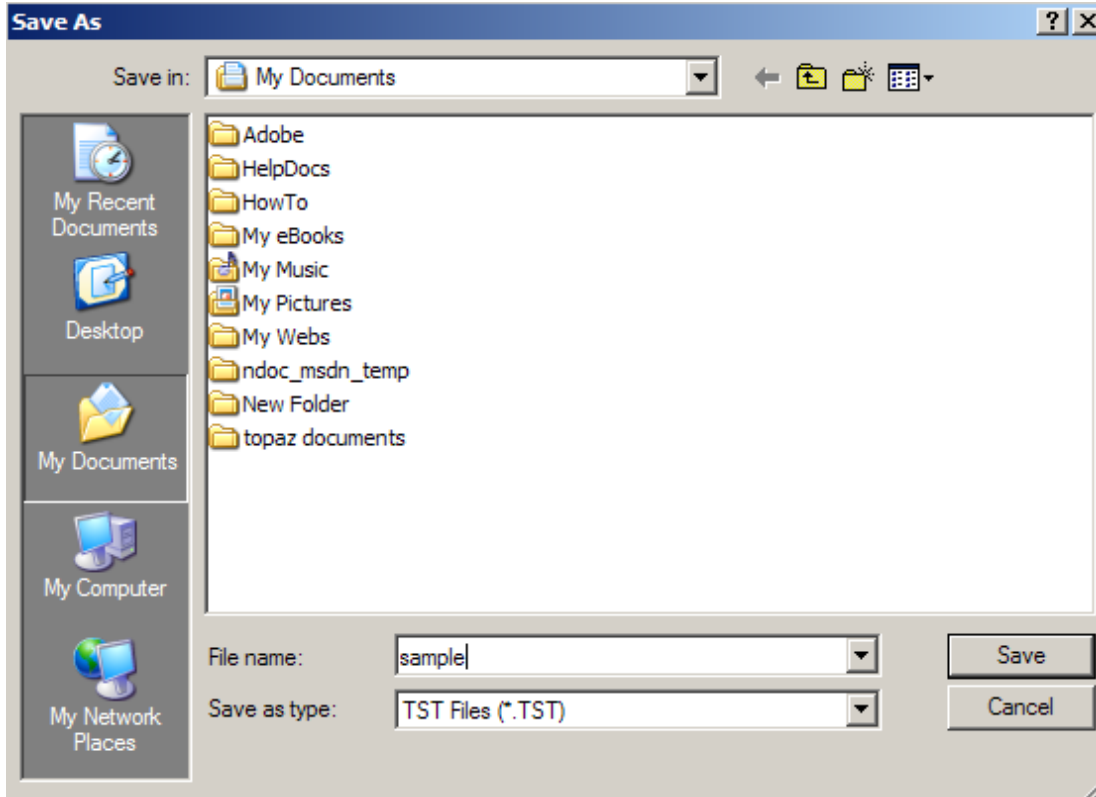 Save As
Save in: My Documents
My Recent
Documents
Desktop
My Documents
My Computer
My Network
Places
Adobe
HelpDocs
HowTo
My eBooks
My Music
My Pictures
My Webs
ndoc_msdn_temp
New Folder
topaz documents
File name: sample Save
Save as type: TST Files (*.TST) Cancel